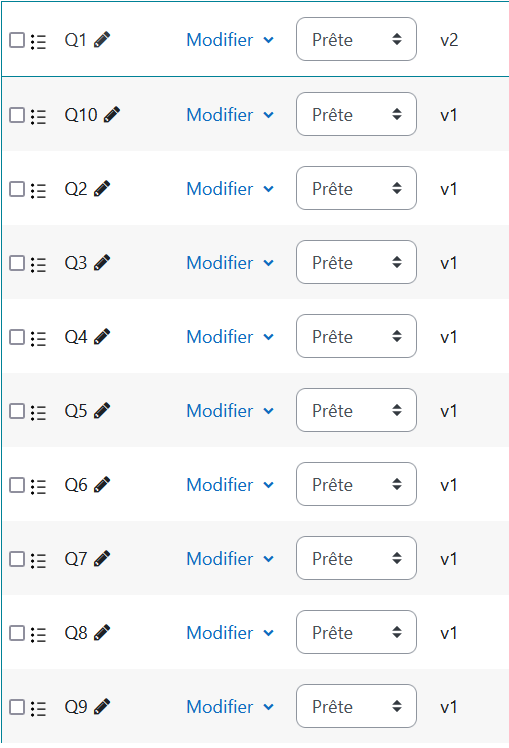 Q1 Modifier Prête v2
Q10 Modifier Prête v1
Q2 Modifier Prête v1
Q3 Modifier Prête v1
Q4 Modifier Prête v1
Q5 Modifier Prête v1
Q6 Modifier Prête v1
Q7 Modifier Prête v1
Q8 Modifier Prête v1
Q9 Modifier Prête v1